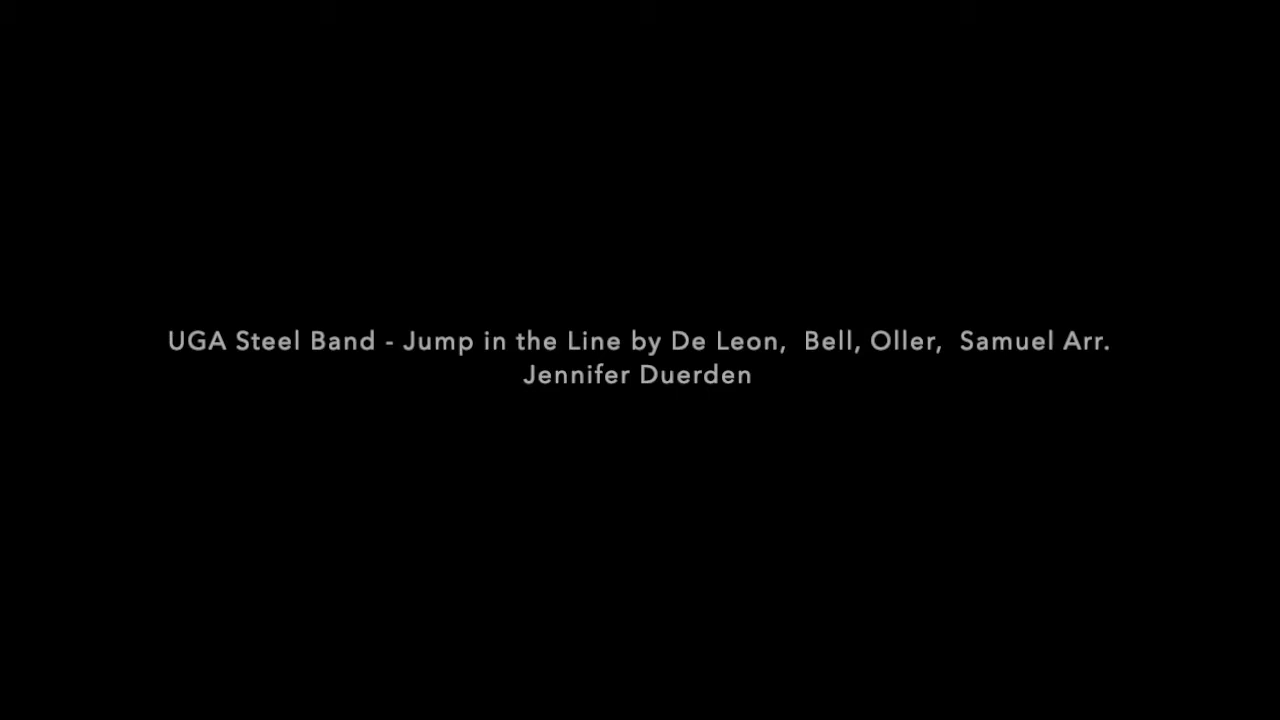 UGA Steel Band - Jump in the Line by De Leon,  Bell, Oller,  Samuel Arr.
Jennifer Duerden